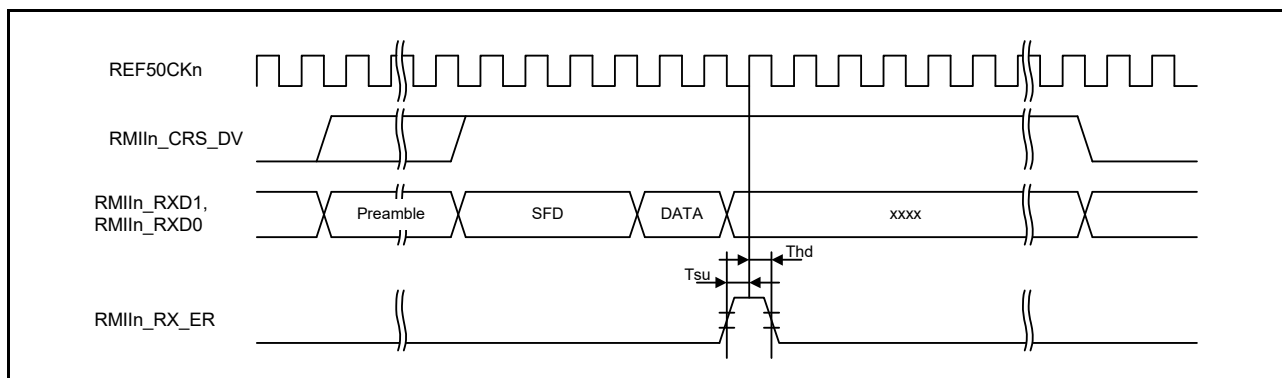 REF50CKn
RMIIn_CRS_DV
RMIIn_RXD1,
RMIIn_RXD0
Preamble
SFD
DATA
xxxx
Thd
Tsu
RMIIn_RX_ER